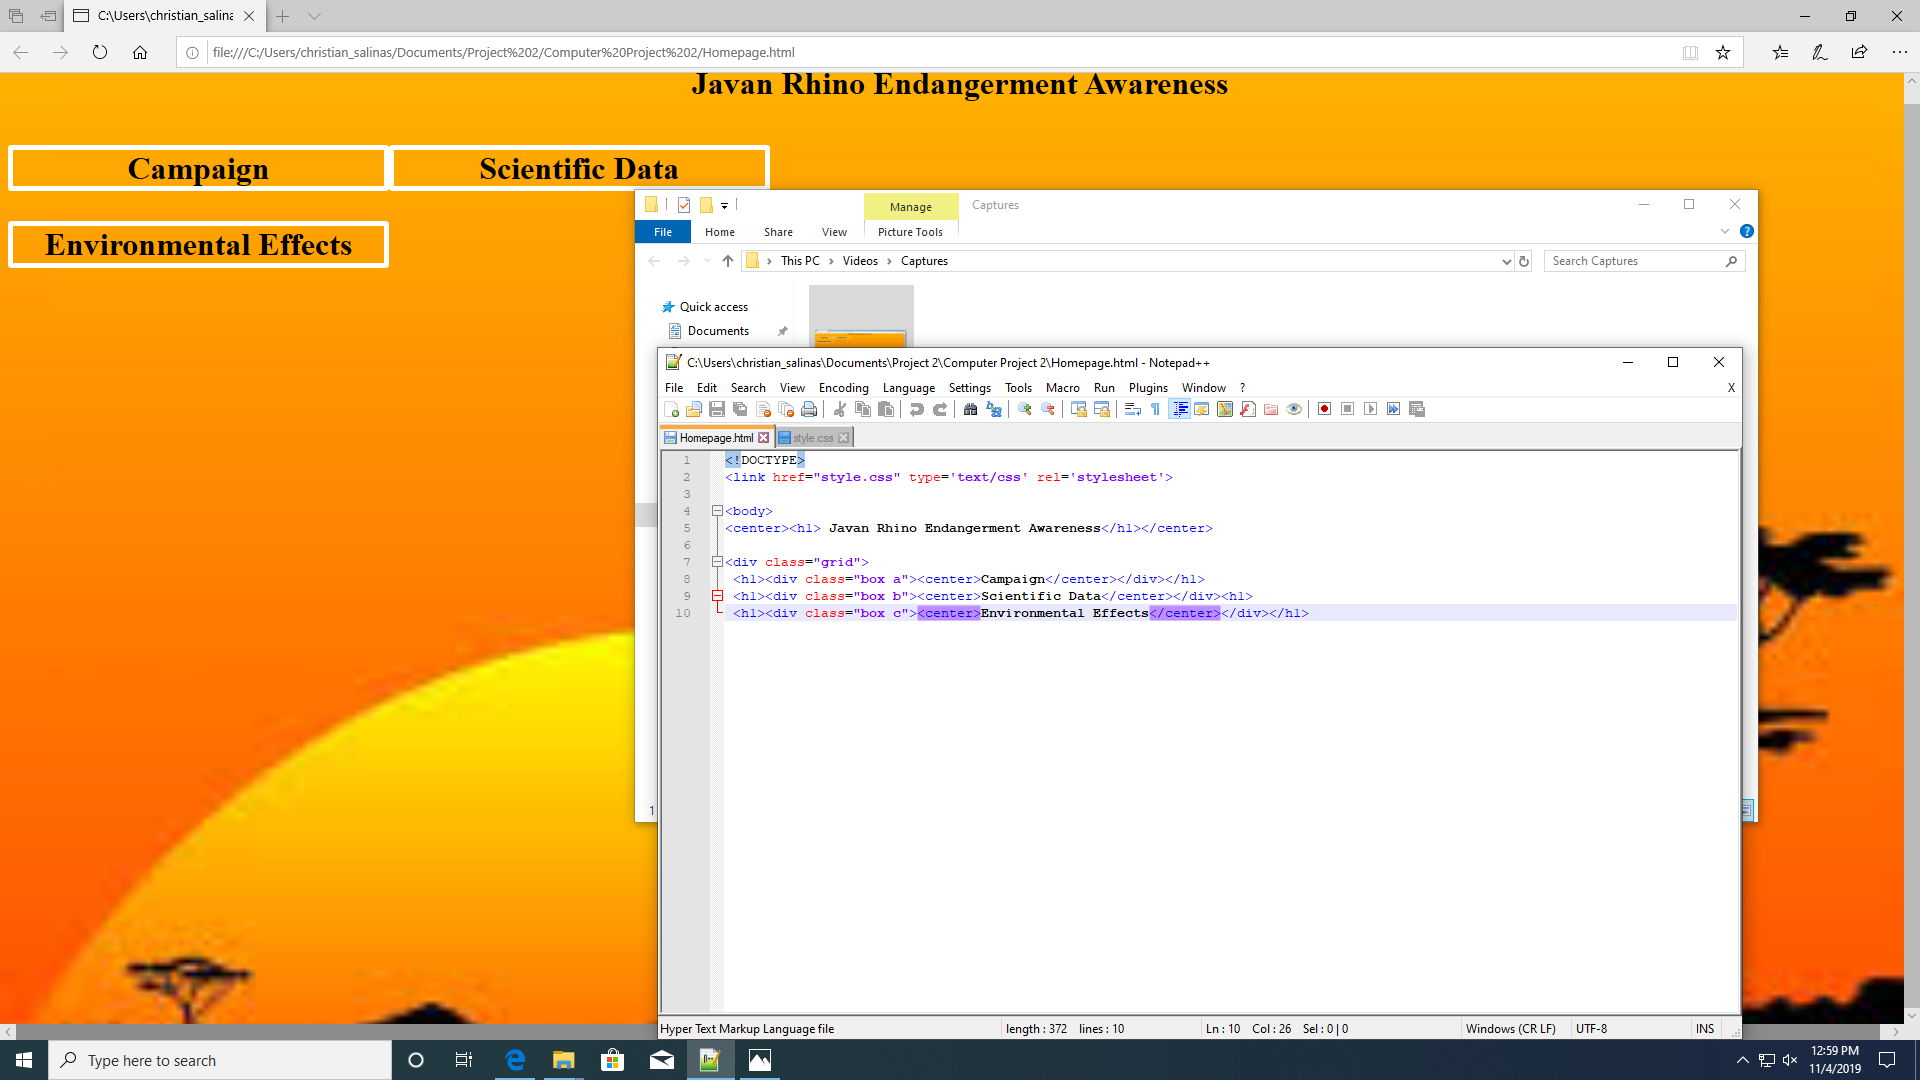 C:\Users\christian_salina
file:///C:/Users/christian_salinas/Documents/Project%202/Computer%20Project%202/Homepage.html
Javan Rhino Endangerment Awareness
Campaign
Scientific Data
Environmental Effects
Manage
Captures
File
Home
Share
View
Picture Tools
This PC
Videos
Captures
Search Captures
Quick access
Documents
C:\Users\christian_salinas\Documents\Project 2\Computer Project 2\Homepage.html - Notepad++
File Edit Search View Encoding Language Settings Tools Macro Run Plugins Window ? X
Homepage.html
style.css
1 <!DOCTYPE>
2 <link href="style.css" type='text/css' rel='stylesheet'>
3
4 <body>
5 <center><h1> Javan Rhino Endangerment Awareness</h1></center>
6
7 <div class="grid">
8 <h1><div class="box a"><center>Campaign</center></div></h1>
9 <h1><div class="box b"><center>Scientific Data</center></div><h1>
10 <h1><div class="box c"><center>Environmental Effects</center></div></h1>
1
Hyper Text Markup Language file
length : 372 lines : 10
Ln : 10 Col : 26 Sel : 0 | 0
Windows (CR LF)
UTF-8
INS
Type here to search
12:59 PM
11/4/2019